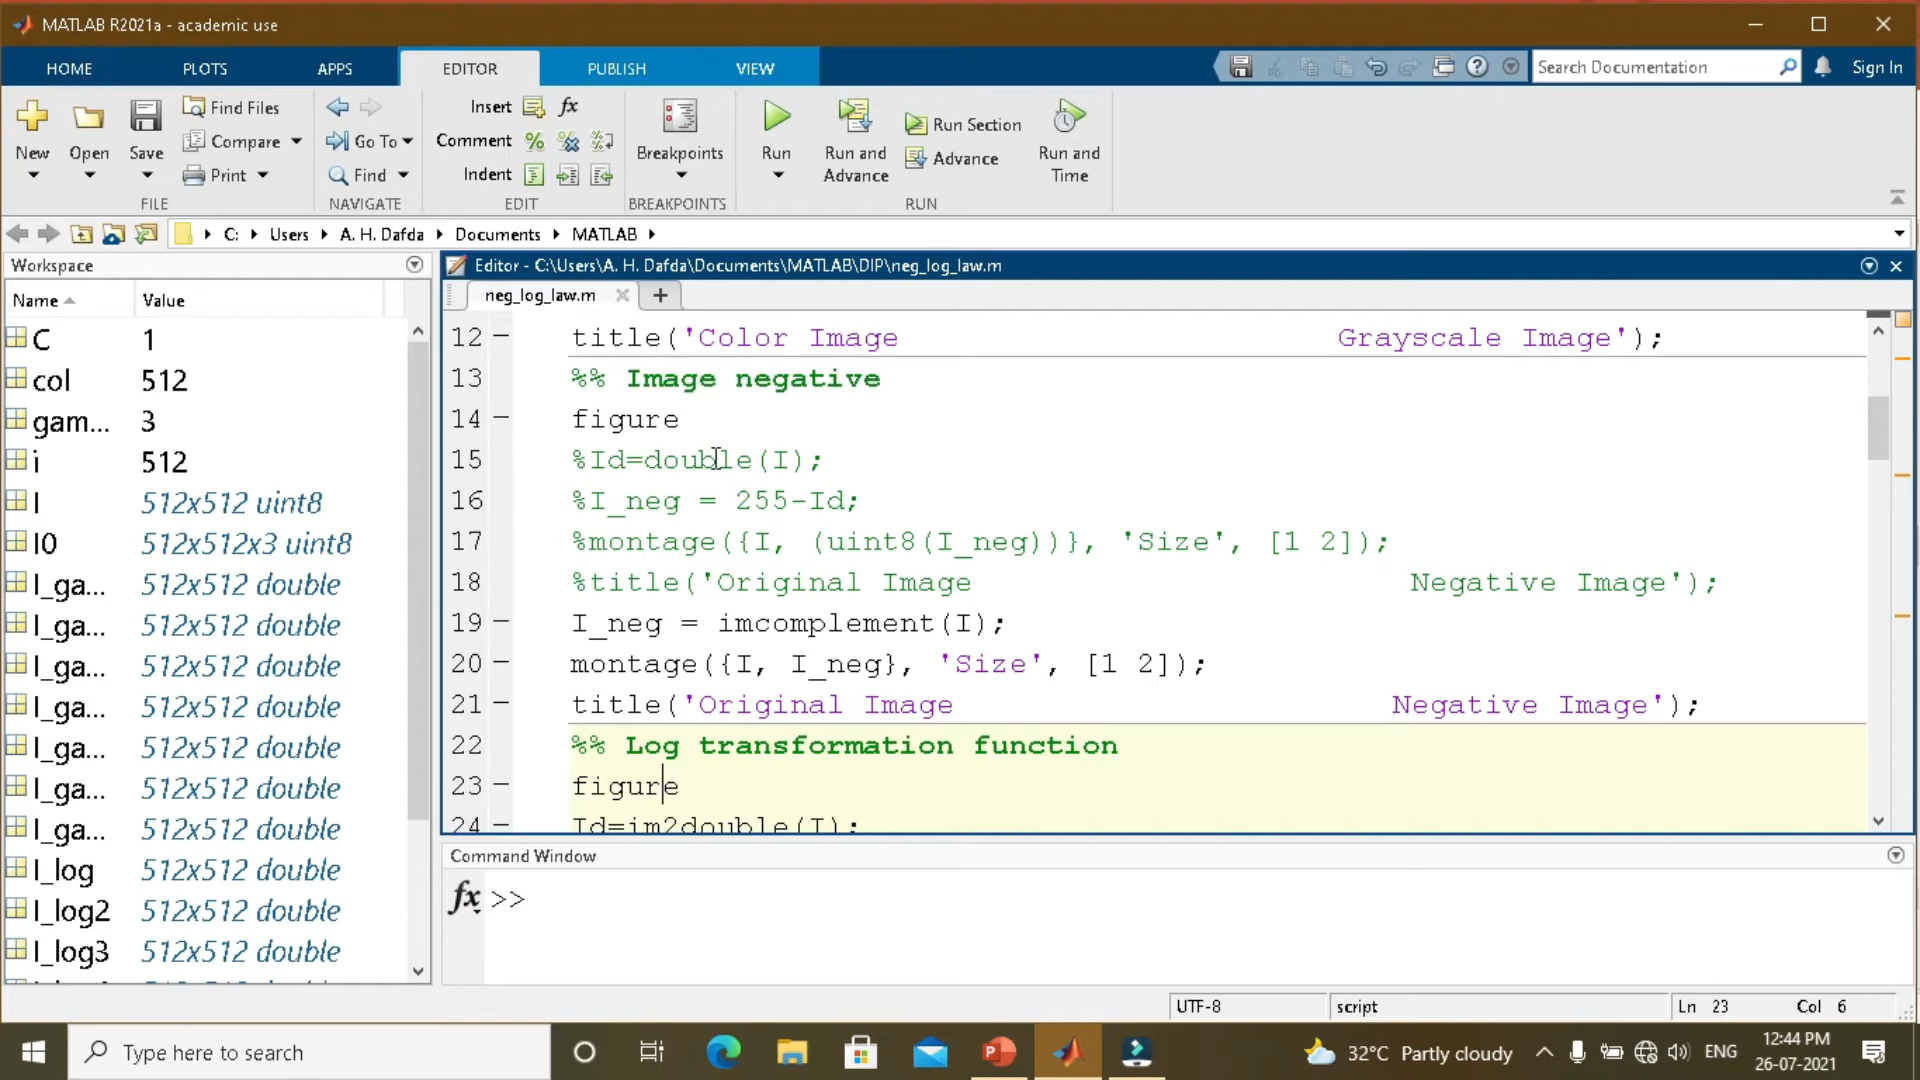 MATLAB R2021a - academic use
HOME PLOTS APPS EDITOR PUBLISH VIEW Search Documentation Sign In
New Open Save Find Files Compare Print FILE
Go To Find NAVIGATE
Insert fx Comment Indent EDIT
Breakpoints BREAKPOINTS
Run Run and Advance Run Section Advance Run and Time RUN
C: Users A. H. Dafda Documents MATLAB
Workspace
Name Value
C 1
col 512
gam... 3
i 512
I 512x512 uint8
I0 512x512x3 uint8
I_ga... 512x512 double
I_ga... 512x512 double
I_ga... 512x512 double
I_ga... 512x512 double
I_ga... 512x512 double
I_ga... 512x512 double
I_ga... 512x512 double
I_log 512x512 double
I_log2 512x512 double
I_log3 512x512 double
Editor - C:\Users\A. H. Dafda\Documents\MATLAB\DIP\neg_log_law.m
neg_log_law.m
12 title('Color Image                        Grayscale Image');
13 %% Image negative
14 figure
15 %Id=double(I);
16 %I_neg = 255-Id;
17 %montage({I, (uint8(I_neg))}, 'Size', [1 2]);
18 %title('Original Image                        Negative Image');
19 I_neg = imcomplement(I);
20 montage({I, I_neg}, 'Size', [1 2]);
21 title('Original Image                        Negative Image');
22 %% Log transformation function
23 figure
24 Id=im2double(I);
Command Window
fx >>
UTF-8 script Ln 23 Col 6
Type here to search
32°C Partly cloudy ENG 12:44 PM
26-07-2021